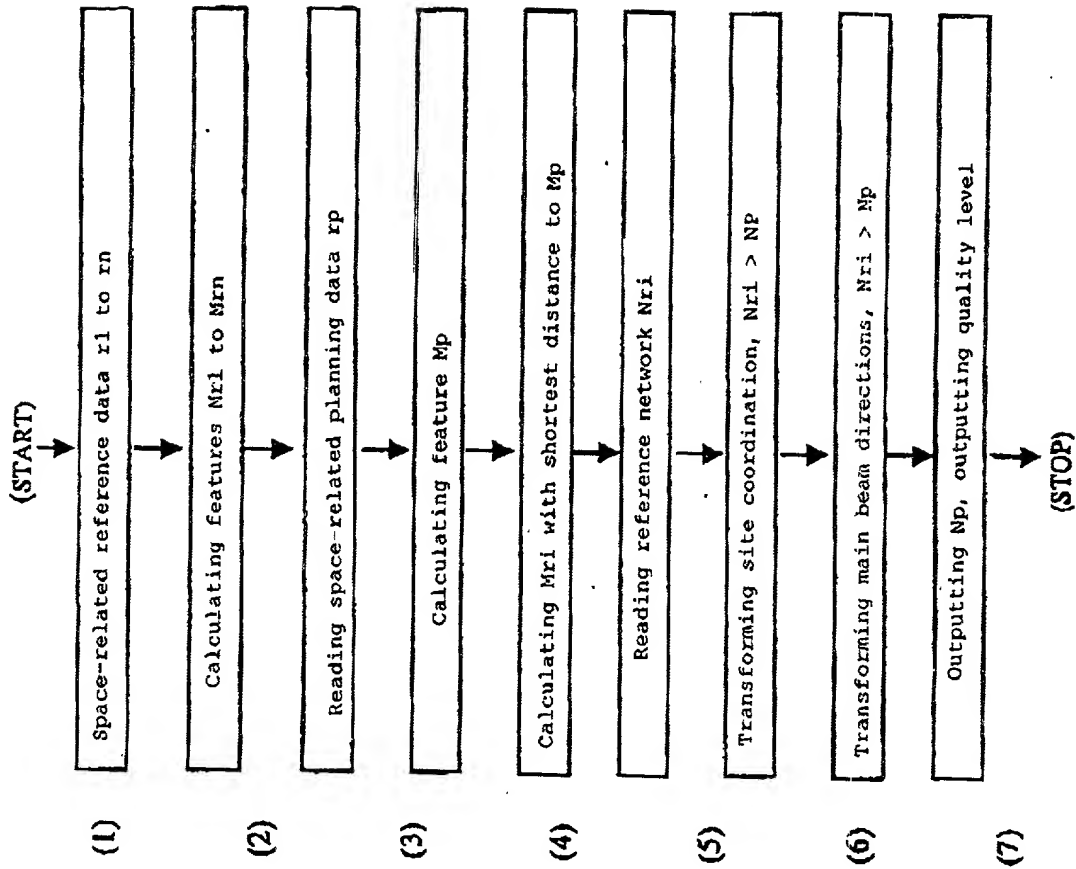 (START)
(1) Space-related reference data r1 to rn
Calculating features Mr1 to Mrn
(2)
Reading space-related planning data rp
(3) Calculating feature Mp
(4) Calculating Mri with shortest distance to Mp
Reading reference network Nri
(5)
Transforming site coordination, Nri > NP
(6) Transforming main beam directions, Nri > Np
Outputting Np, outputting quality level
(7)
(STOP)